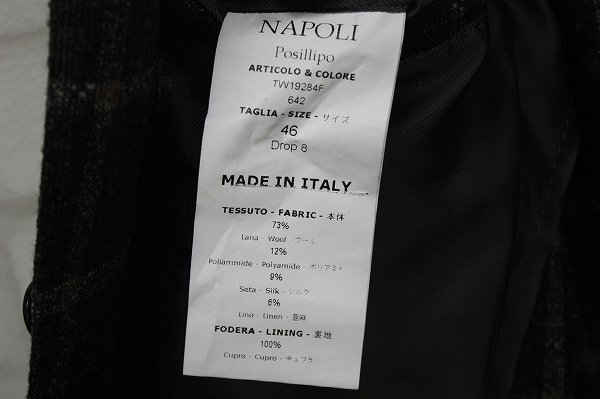 NAPOLI
Posillipo
ARTICOLO & COLORE
TW19284F
642
TAGLIA - SIZE - サイズ
46
Drop 8
MADE IN ITALY
TESSUTO - FABRIC - 本体
73%
Lana - Wool - ウール
12%
Poliammide - Polyamide - ポリアミド
9%
Seta - Silk - シルク
6%
Lino - Linen - 亜麻
FODERA - LINING - 裏地
100%
Cupro - Cupro - キュプラ